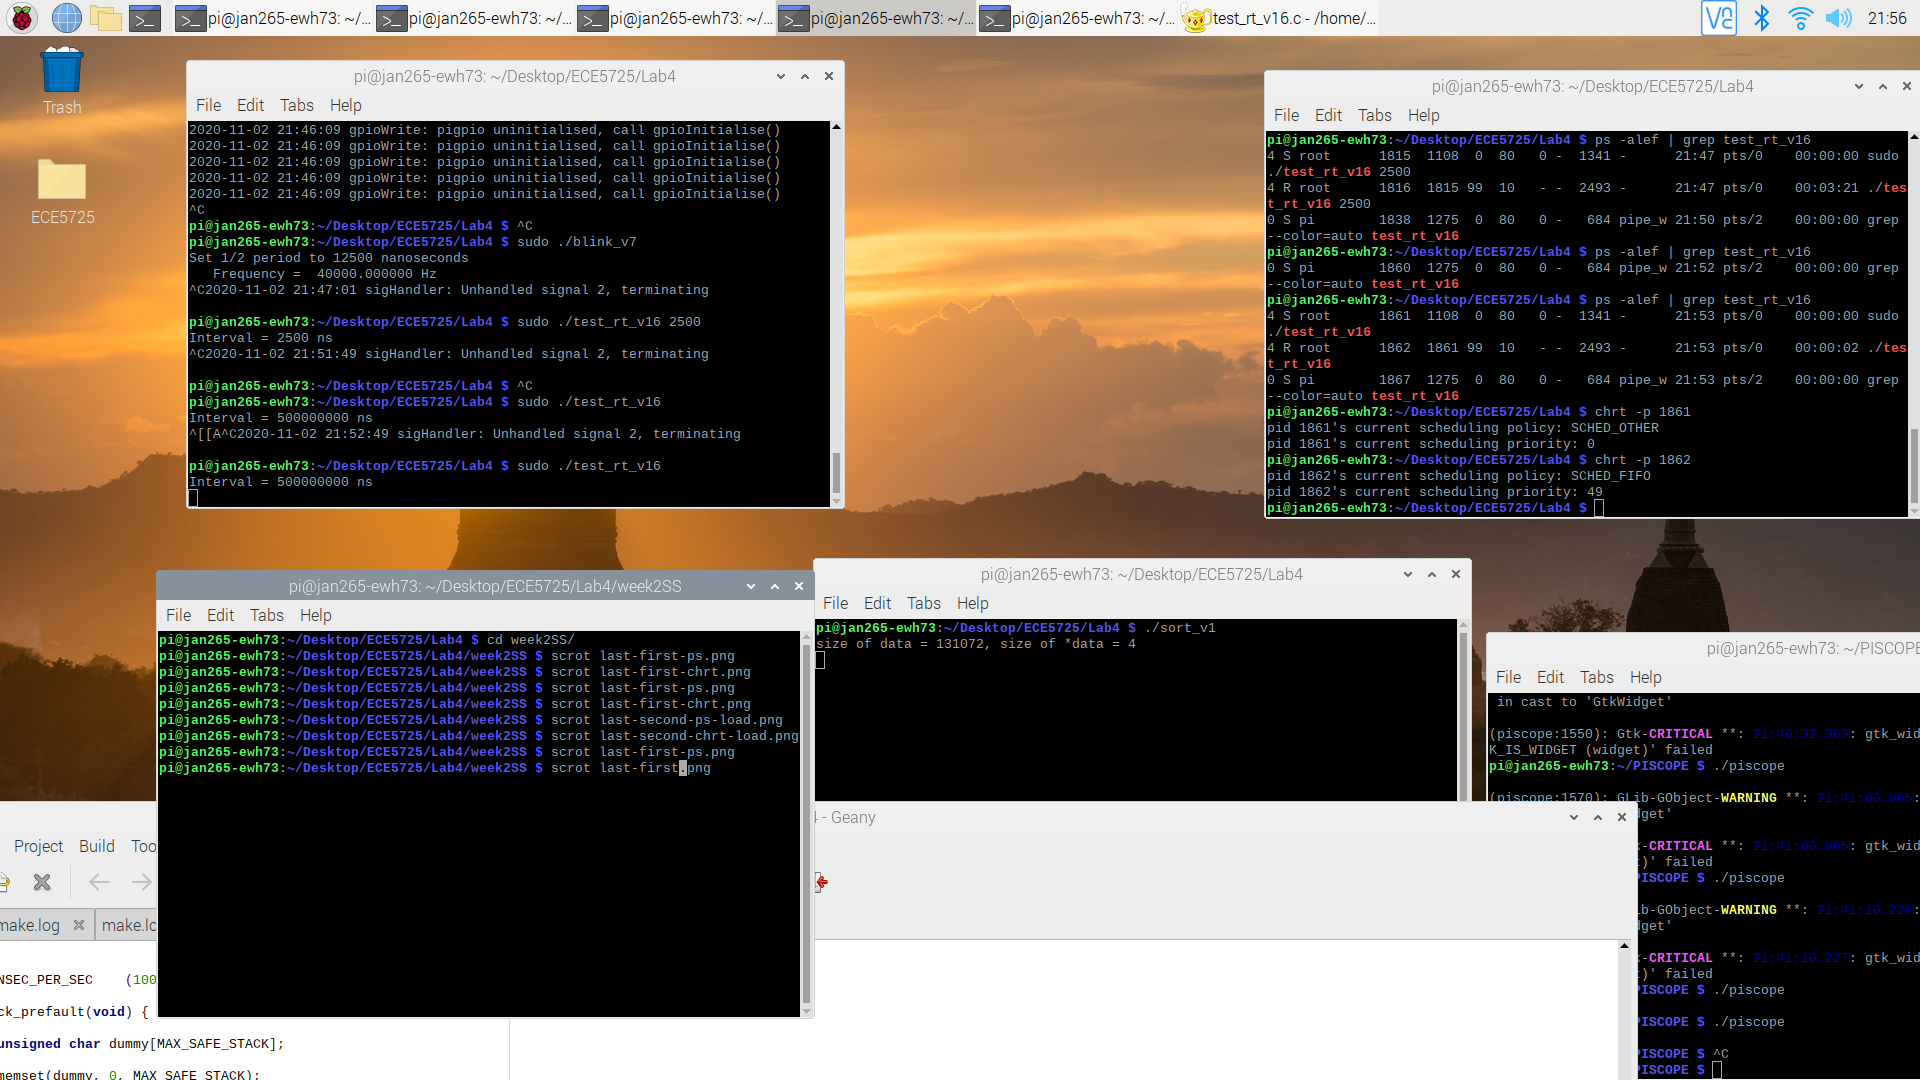 pi@jan265-ewh73: ~/...
pi@jan265-ewh73: ~/...
pi@jan265-ewh73: ~/...
pi@jan265-ewh73: ~/...
pi@jan265-ewh73: ~/...
test_rt_v16.c - /home/...
21:56
Trash
ECE5725
pi@jan265-ewh73: ~/Desktop/ECE5725/Lab4
File Edit Tabs Help
2020-11-02 21:46:09 gpioWrite: pigpio uninitialised, call gpioInitialise()
2020-11-02 21:46:09 gpioWrite: pigpio uninitialised, call gpioInitialise()
2020-11-02 21:46:09 gpioWrite: pigpio uninitialised, call gpioInitialise()
2020-11-02 21:46:09 gpioWrite: pigpio uninitialised, call gpioInitialise()
2020-11-02 21:46:09 gpioWrite: pigpio uninitialised, call gpioInitialise()
^C
pi@jan265-ewh73:~/Desktop/ECE5725/Lab4 $ ^C
pi@jan265-ewh73:~/Desktop/ECE5725/Lab4 $ sudo ./blink_v7
Set 1/2 period to 12500 nanoseconds
   Frequency =  40000.000000 Hz
^C2020-11-02 21:47:01 sigHandler: Unhandled signal 2, terminating
pi@jan265-ewh73:~/Desktop/ECE5725/Lab4 $ sudo ./test_rt_v16 2500
Interval = 2500 ns
^C2020-11-02 21:51:49 sigHandler: Unhandled signal 2, terminating
pi@jan265-ewh73:~/Desktop/ECE5725/Lab4 $ ^C
pi@jan265-ewh73:~/Desktop/ECE5725/Lab4 $ sudo ./test_rt_v16
Interval = 500000000 ns
^[[A^C2020-11-02 21:52:49 sigHandler: Unhandled signal 2, terminating
pi@jan265-ewh73:~/Desktop/ECE5725/Lab4 $ sudo ./test_rt_v16
Interval = 500000000 ns
pi@jan265-ewh73: ~/Desktop/ECE5725/Lab4
File Edit Tabs Help
pi@jan265-ewh73:~/Desktop/ECE5725/Lab4 $ ps -alef | grep test_rt_v16
4 S root      1815  1108  0  80   0 -  1341 -      21:47 pts/0    00:00:00 sudo
./test_rt_v16 2500
4 R root      1816  1815 99  10   - -  2493 -      21:47 pts/0    00:03:21 ./tes
t_rt_v16 2500
0 S pi        1838  1275  0  80   0 -   684 pipe_w 21:50 pts/2    00:00:00 grep
--color=auto test_rt_v16
pi@jan265-ewh73:~/Desktop/ECE5725/Lab4 $ ps -alef | grep test_rt_v16
0 S pi        1860  1275  0  80   0 -   684 pipe_w 21:52 pts/2    00:00:00 grep
--color=auto test_rt_v16
pi@jan265-ewh73:~/Desktop/ECE5725/Lab4 $ ps -alef | grep test_rt_v16
4 S root      1861  1108  0  80   0 -  1341 -      21:53 pts/0    00:00:00 sudo
./test_rt_v16
4 R root      1862  1861 99  10   - -  2493 -      21:53 pts/0    00:00:02 ./tes
t_rt_v16
0 S pi        1867  1275  0  80   0 -   684 pipe_w 21:53 pts/2    00:00:00 grep
--color=auto test_rt_v16
pi@jan265-ewh73:~/Desktop/ECE5725/Lab4 $ chrt -p 1861
pid 1861's current scheduling policy: SCHED_OTHER
pid 1861's current scheduling priority: 0
pi@jan265-ewh73:~/Desktop/ECE5725/Lab4 $ chrt -p 1862
pid 1862's current scheduling policy: SCHED_FIFO
pid 1862's current scheduling priority: 49
pi@jan265-ewh73:~/Desktop/ECE5725/Lab4 $
pi@jan265-ewh73: ~/Desktop/ECE5725/Lab4/week2SS
File Edit Tabs Help
pi@jan265-ewh73:~/Desktop/ECE5725/Lab4 $ cd week2SS/
pi@jan265-ewh73:~/Desktop/ECE5725/Lab4/week2SS $ scrot last-first-ps.png
pi@jan265-ewh73:~/Desktop/ECE5725/Lab4/week2SS $ scrot last-first-chrt.png
pi@jan265-ewh73:~/Desktop/ECE5725/Lab4/week2SS $ scrot last-first-ps.png
pi@jan265-ewh73:~/Desktop/ECE5725/Lab4/week2SS $ scrot last-first-chrt.png
pi@jan265-ewh73:~/Desktop/ECE5725/Lab4/week2SS $ scrot last-second-ps-load.png
pi@jan265-ewh73:~/Desktop/ECE5725/Lab4/week2SS $ scrot last-second-chrt-load.png
pi@jan265-ewh73:~/Desktop/ECE5725/Lab4/week2SS $ scrot last-first-ps.png
pi@jan265-ewh73:~/Desktop/ECE5725/Lab4/week2SS $ scrot last-first.png
pi@jan265-ewh73: ~/Desktop/ECE5725/Lab4
File Edit Tabs Help
pi@jan265-ewh73:~/Desktop/ECE5725/Lab4 $ ./sort_v1
size of data = 131072, size of *data = 4
pi@jan265-ewh73: ~/PISCOPE
File Edit Tabs Help
in cast to 'GtkWidget'
(piscope:1550): Gtk-CRITICAL **: 21:40:32.303: gtk_wid
K_IS_WIDGET (widget)' failed
pi@jan265-ewh73:~/PISCOPE $ ./piscope
(piscope:1570): GLib-GObject-WARNING **: 21:41:00.965:
dget'
k-CRITICAL **: 21:41:00.965: gtk_wid
)' failed
PISCOPE $ ./piscope
ib-GObject-WARNING **: 21:41:10.226:
dget'
k-CRITICAL **: 21:41:10.227: gtk_wid
)' failed
PISCOPE $ ./piscope
PISCOPE $ ./piscope
PISCOPE $ ^C
PISCOPE $
4 - Geany
Project Build Too
make.log make.lo
NSEC_PER_SEC    (100
ck_prefault(void) {
unsigned char dummy[MAX_SAFE_STACK];
memset(dummy, 0, MAX_SAFE_STACK);